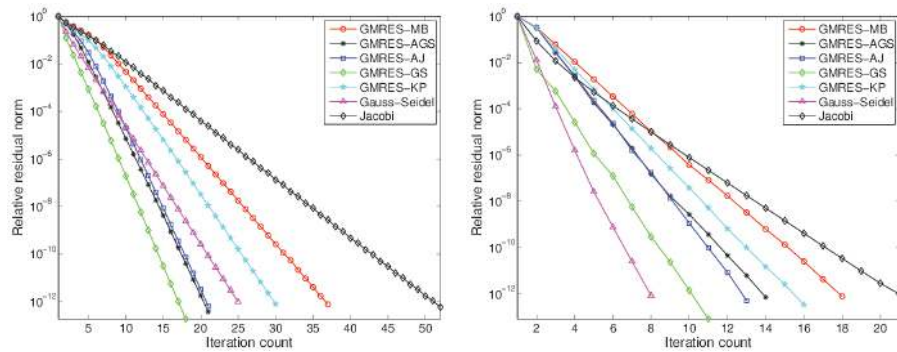 10^0
10^-2
10^-4
10^-6
10^-8
10^-10
10^-12
Relative residual norm
5 10 15 20 25 30 35 40 45 50
Iteration count
GMRES-MB
GMRES-AGS
GMRES-AJ
GMRES-GS
GMRES-KP
Gauss-Seidel
Jacobi
10^0
10^-2
10^-4
10^-6
10^-8
10^-10
10^-12
Relative residual norm
2 4 6 8 10 12 14 16 18 20
Iteration count
GMRES-MB
GMRES-AGS
GMRES-AJ
GMRES-GS
GMRES-KP
Gauss-Seidel
Jacobi